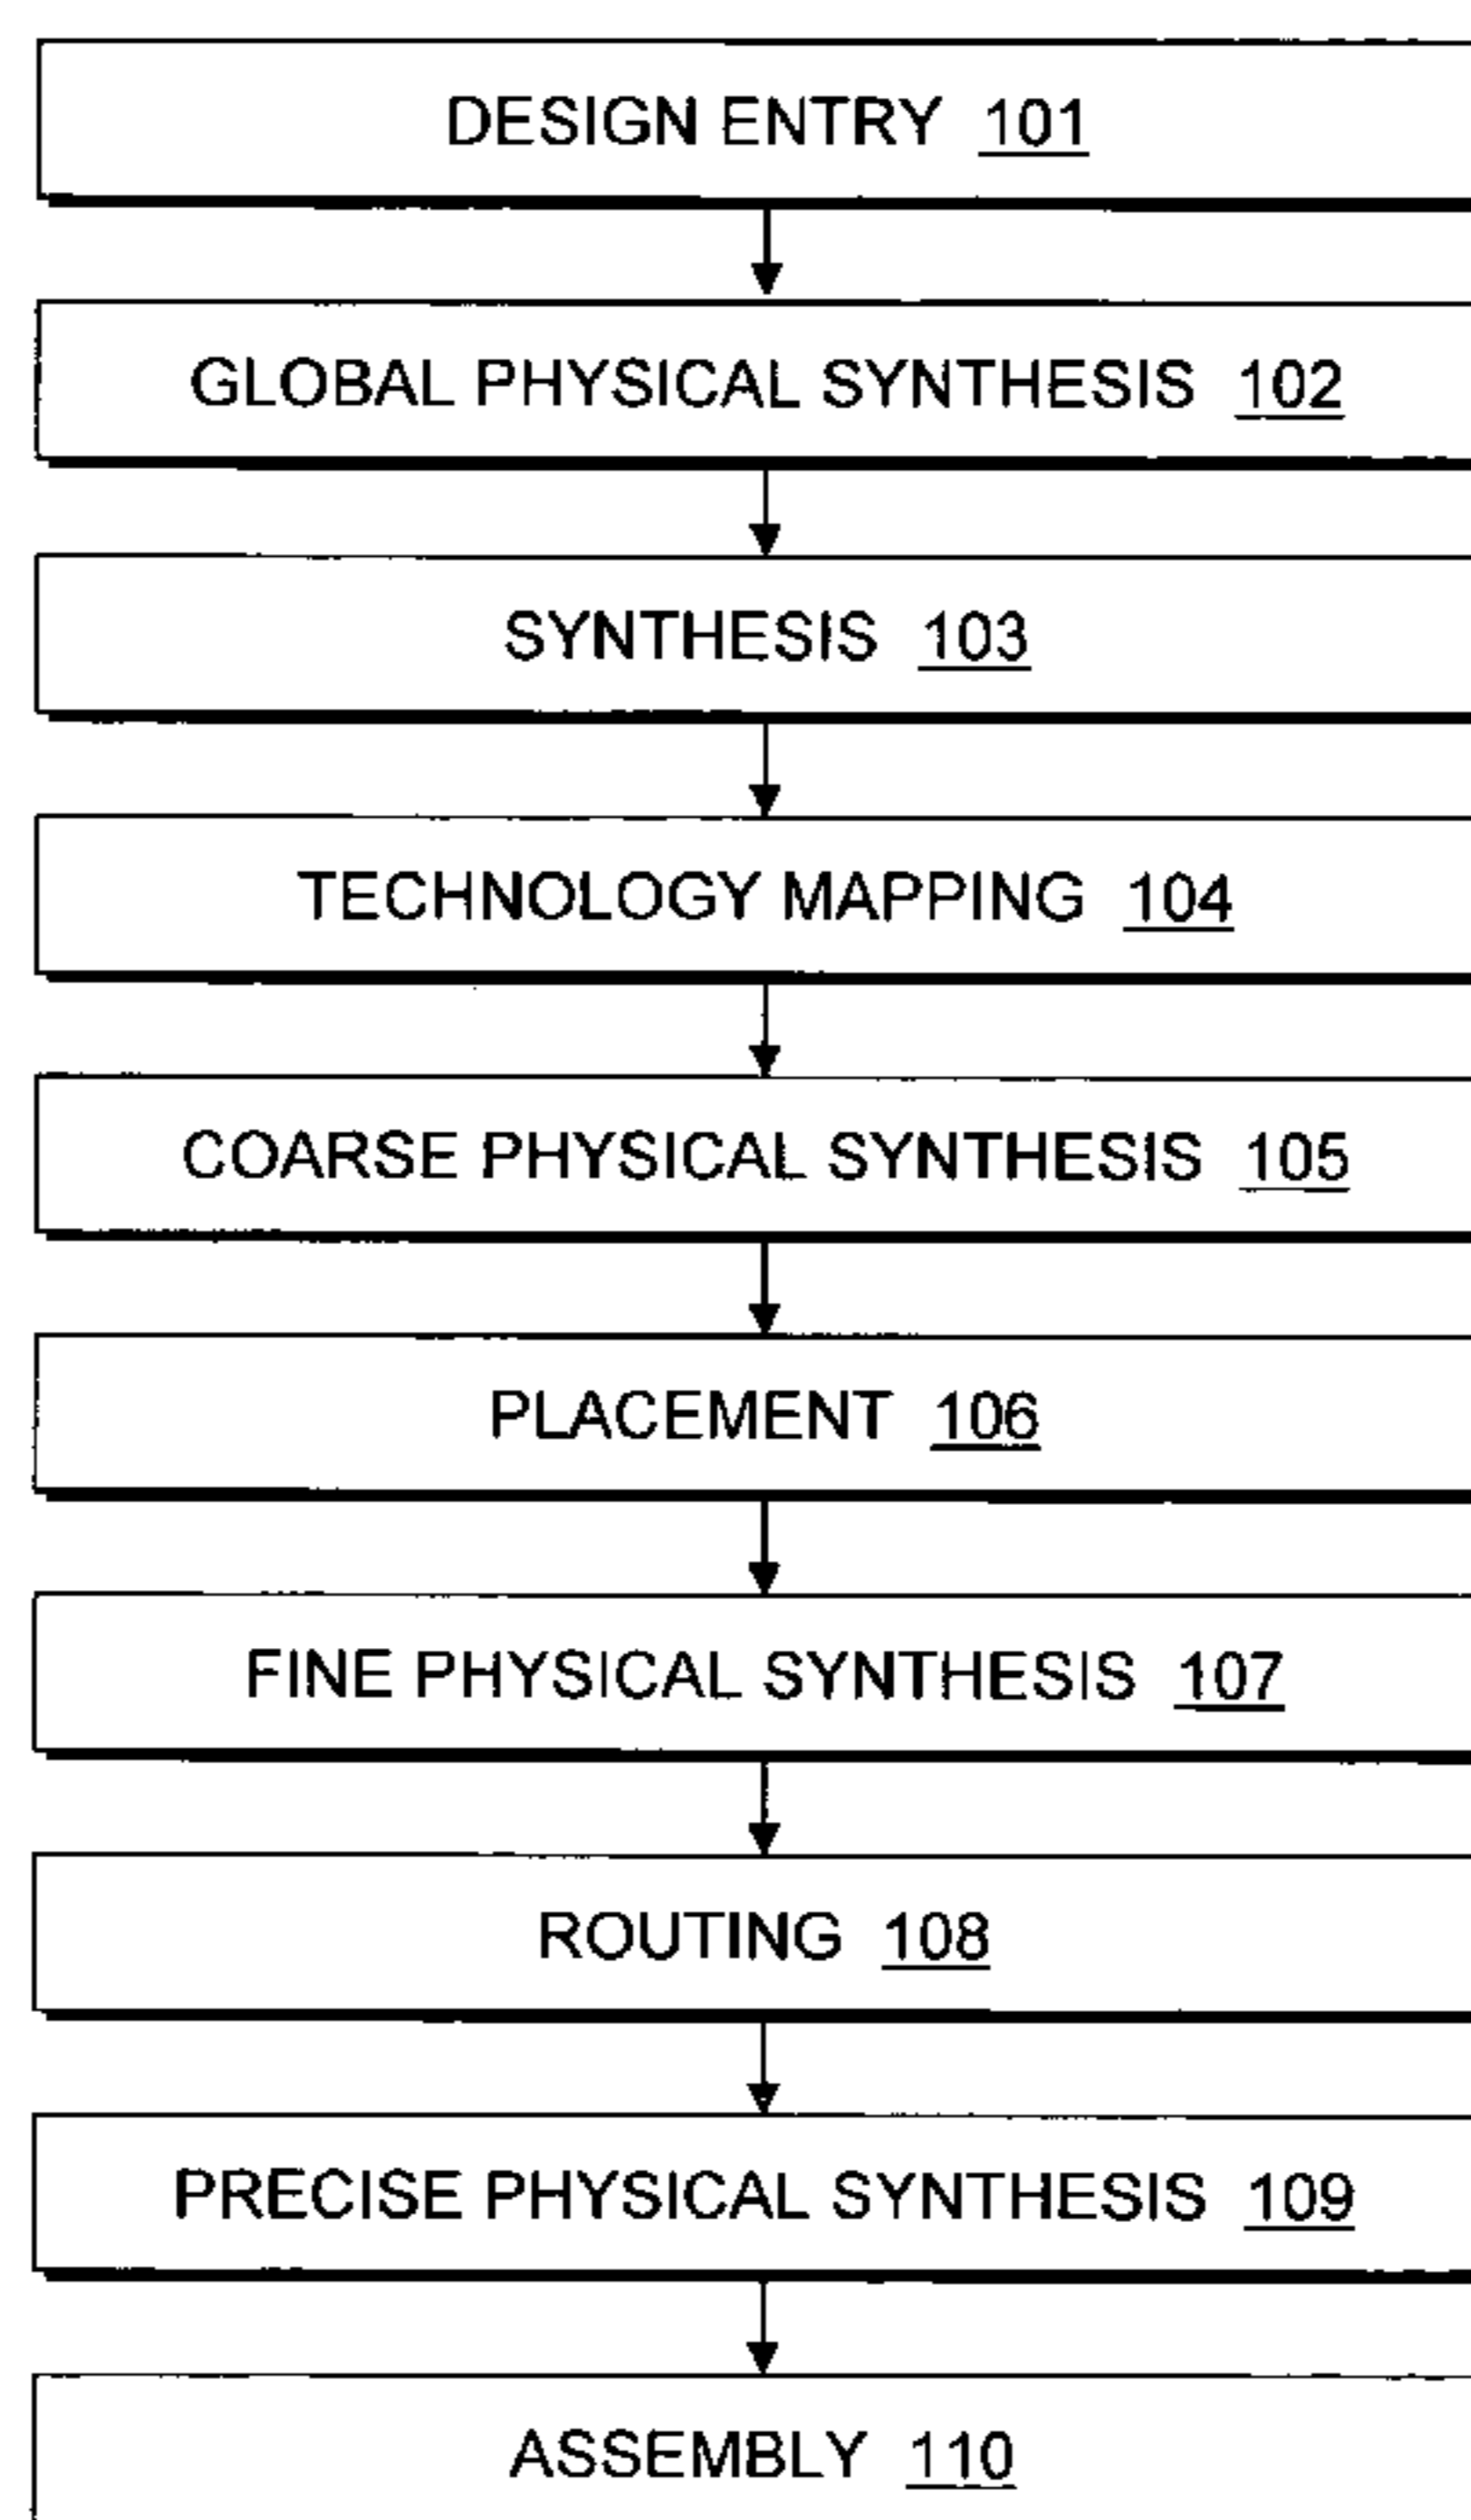 DESIGN ENTRY 101
GLOBAL PHYSICAL SYNTHESIS 102
SYNTHESIS 103
TECHNOLOGY MAPPING 104
COARSE PHYSICAL SYNTHESIS 105
PLACEMENT 106
FINE PHYSICAL SYNTHESIS 107
ROUTING 108
PRECISE PHYSICAL SYNTHESIS 109
ASSEMBLY 110